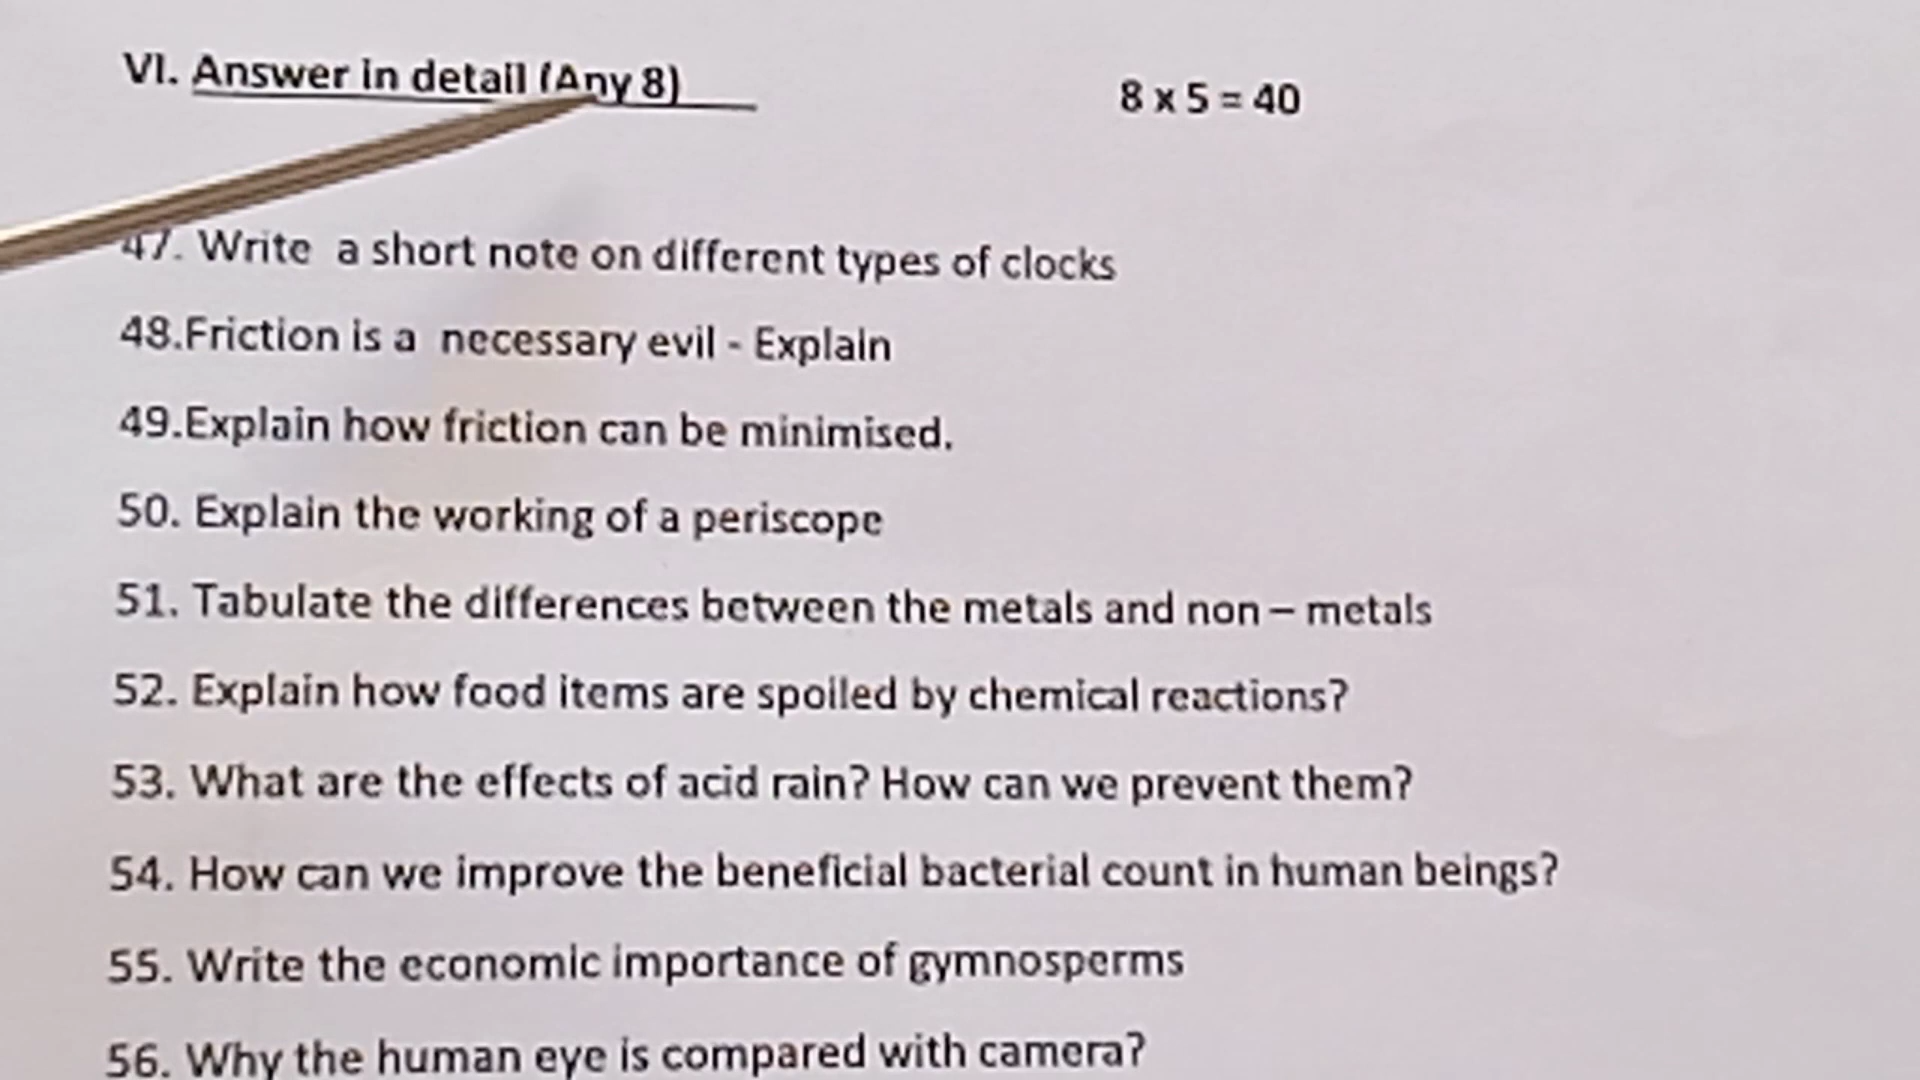 VI. Answer in detail (Any 8)
8 x 5 = 40
47. Write a short note on different types of clocks
48.Friction is a necessary evil - Explain
49.Explain how friction can be minimised.
50. Explain the working of a periscope
51. Tabulate the differences between the metals and non – metals
52. Explain how food items are spoiled by chemical reactions?
53. What are the effects of acid rain? How can we prevent them?
54. How can we improve the beneficial bacterial count in human beings?
55. Write the economic importance of gymnosperms
56. Why the human eye is compared with camera?